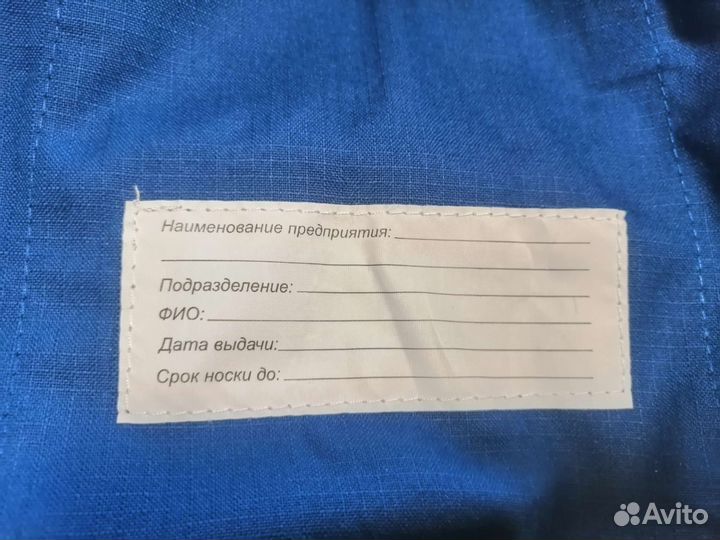 Наименование предприятия:
Подразделение:
ФИО:
Дата выдачи:
Срок носки до:
Avito